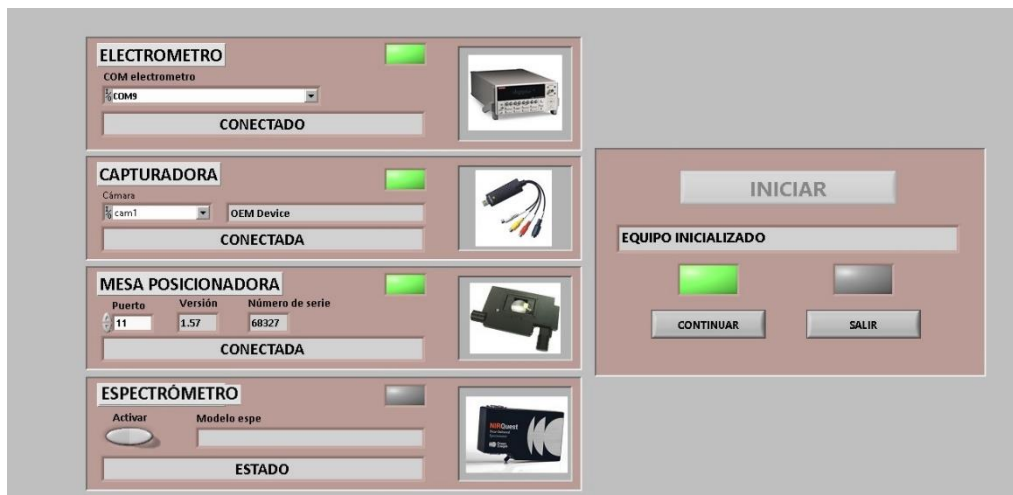 ELECTROMETRO
COM electrometro
COM9
CONECTADO
CAPTURADORA
Cámara
cam1
OEM Device
CONECTADA
MESA POSICIONADORA
Puerto Versión Número de serie
11 1.57 68327
CONECTADA
ESPECTRÓMETRO
Activar Modelo espe
NIRQuest
ESTADO
INICIAR
EQUIPO INICIALIZADO
CONTINUAR SALIR